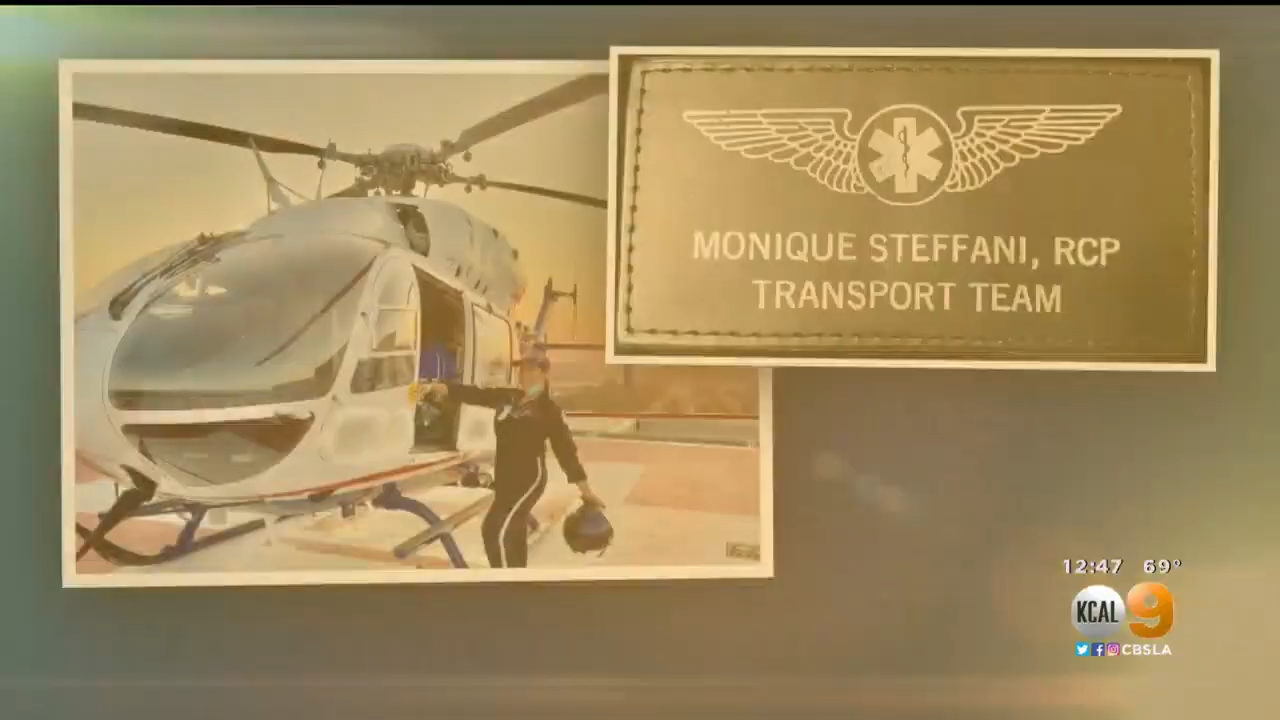 MONIQUE STEFFANI, RCP
TRANSPORT TEAM
12:47 69°
KCAL 9
CBSLA